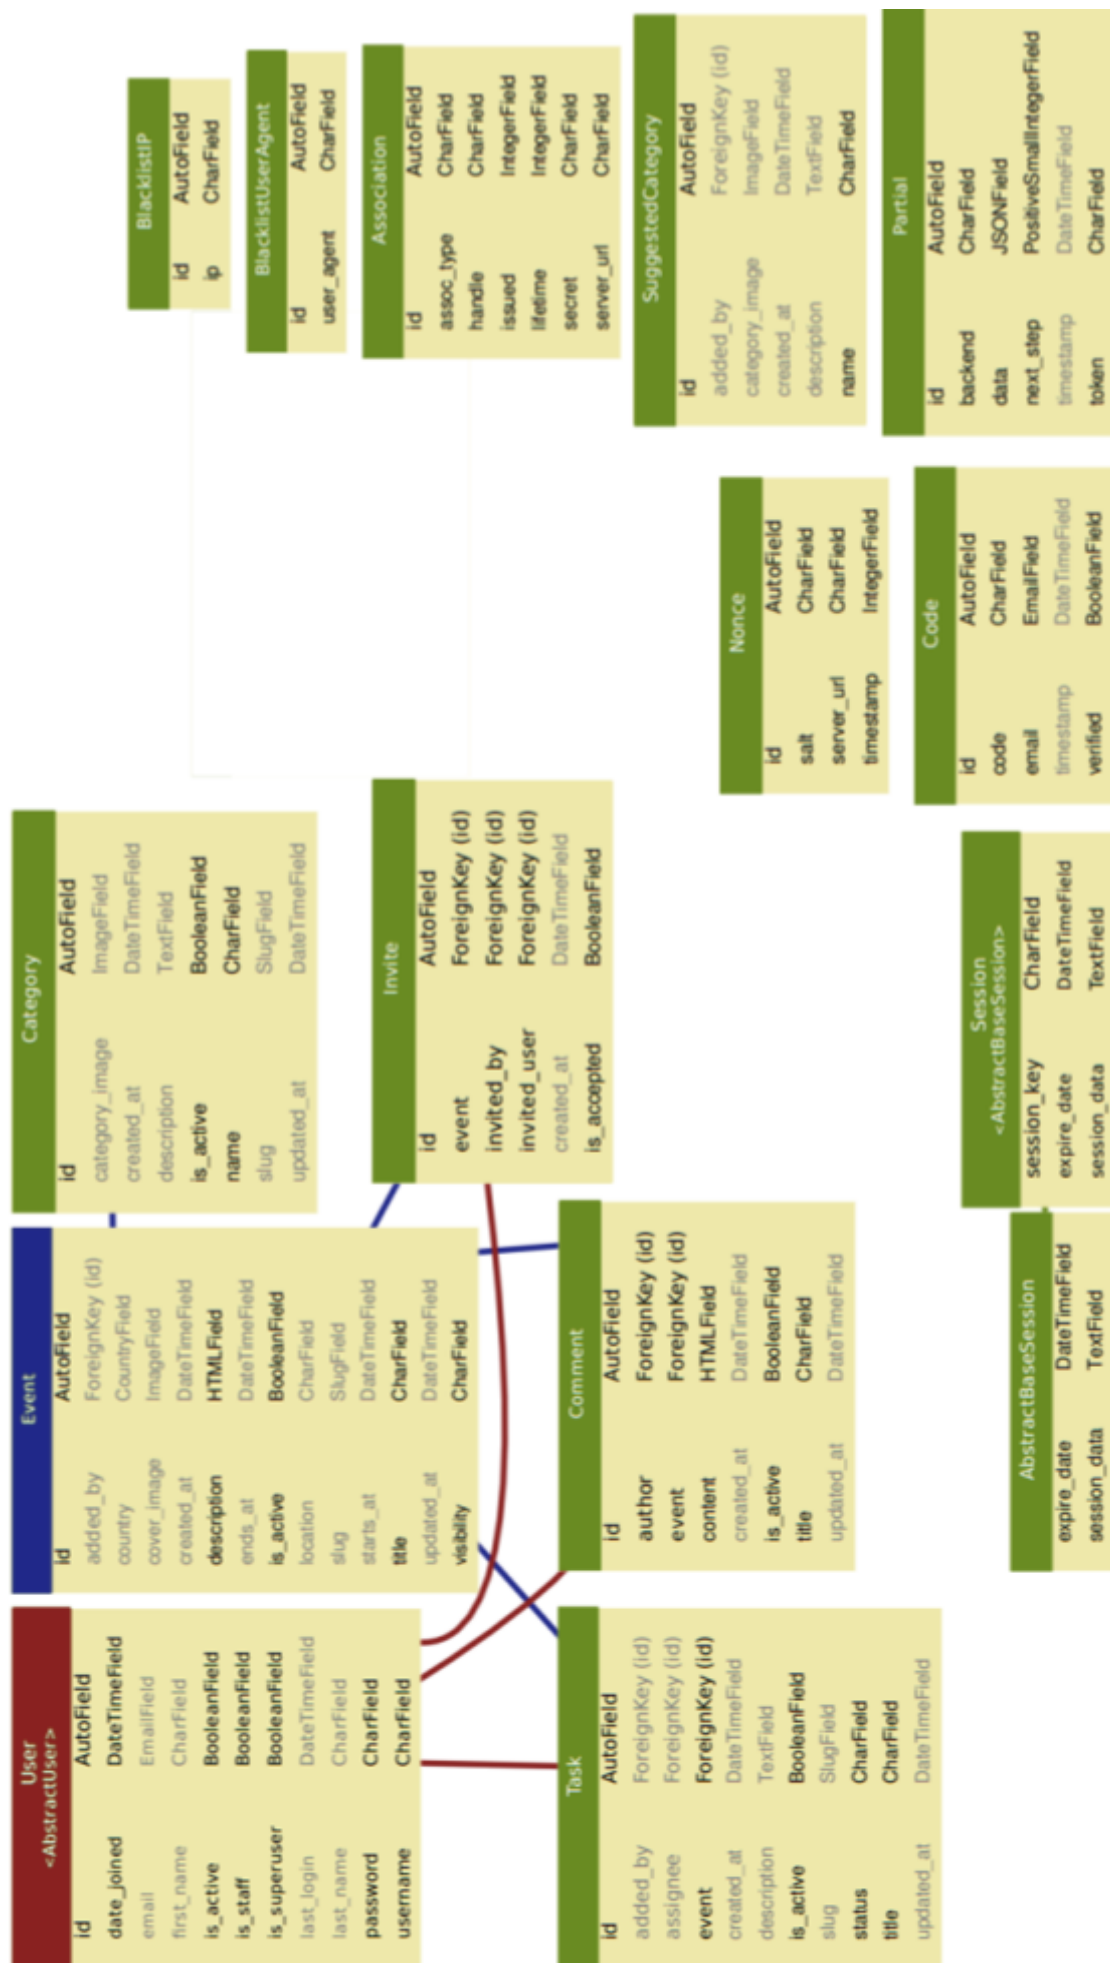 User
<AbstractUser>
id AutoField
date_joined DateTimeField
email EmailField
first_name CharField
is_active BooleanField
is_staff BooleanField
is_superuser BooleanField
last_login DateTimeField
last_name CharField
password CharField
username CharField
Event
id AutoField
added_by ForeignKey (id)
country CountryField
cover_image ImageField
created_at DateTimeField
description HTMLField
ends_at DateTimeField
is_active BooleanField
location CharField
slug SlugField
starts_at DateTimeField
title CharField
updated_at DateTimeField
visibility CharField
Category
id AutoField
category_image ImageField
created_at DateTimeField
description TextField
is_active BooleanField
name CharField
slug SlugField
updated_at DateTimeField
BlacklistIP
id AutoField
ip CharField
BlacklistUserAgent
id AutoField
user_agent CharField
Association
id AutoField
assoc_type CharField
handle CharField
issued IntegerField
lifetime IntegerField
secret CharField
server_url CharField
Invite
id AutoField
event ForeignKey (id)
invited_by ForeignKey (id)
invited_user ForeignKey (id)
created_at DateTimeField
is_accepted BooleanField
SuggestedCategory
id AutoField
added_by ForeignKey (id)
category_image ImageField
created_at DateTimeField
description TextField
name CharField
Task
id AutoField
added_by ForeignKey (id)
assignee ForeignKey (id)
event ForeignKey (id)
created_at DateTimeField
description TextField
is_active BooleanField
slug SlugField
status CharField
title CharField
updated_at DateTimeField
Comment
id AutoField
author ForeignKey (id)
event ForeignKey (id)
content HTMLField
created_at DateTimeField
is_active BooleanField
title CharField
updated_at DateTimeField
Nonce
id AutoField
salt CharField
server_url CharField
timestamp IntegerField
Partial
id AutoField
backend CharField
data JSONField
next_step PositiveSmallIntegerField
timestamp DateTimeField
token CharField
Code
id AutoField
code CharField
email EmailField
timestamp DateTimeField
verified BooleanField
Session
<AbstractBaseSession>
session_key CharField
expire_date DateTimeField
session_data TextField
AbstractBaseSession
expire_date DateTimeField
session_data TextField